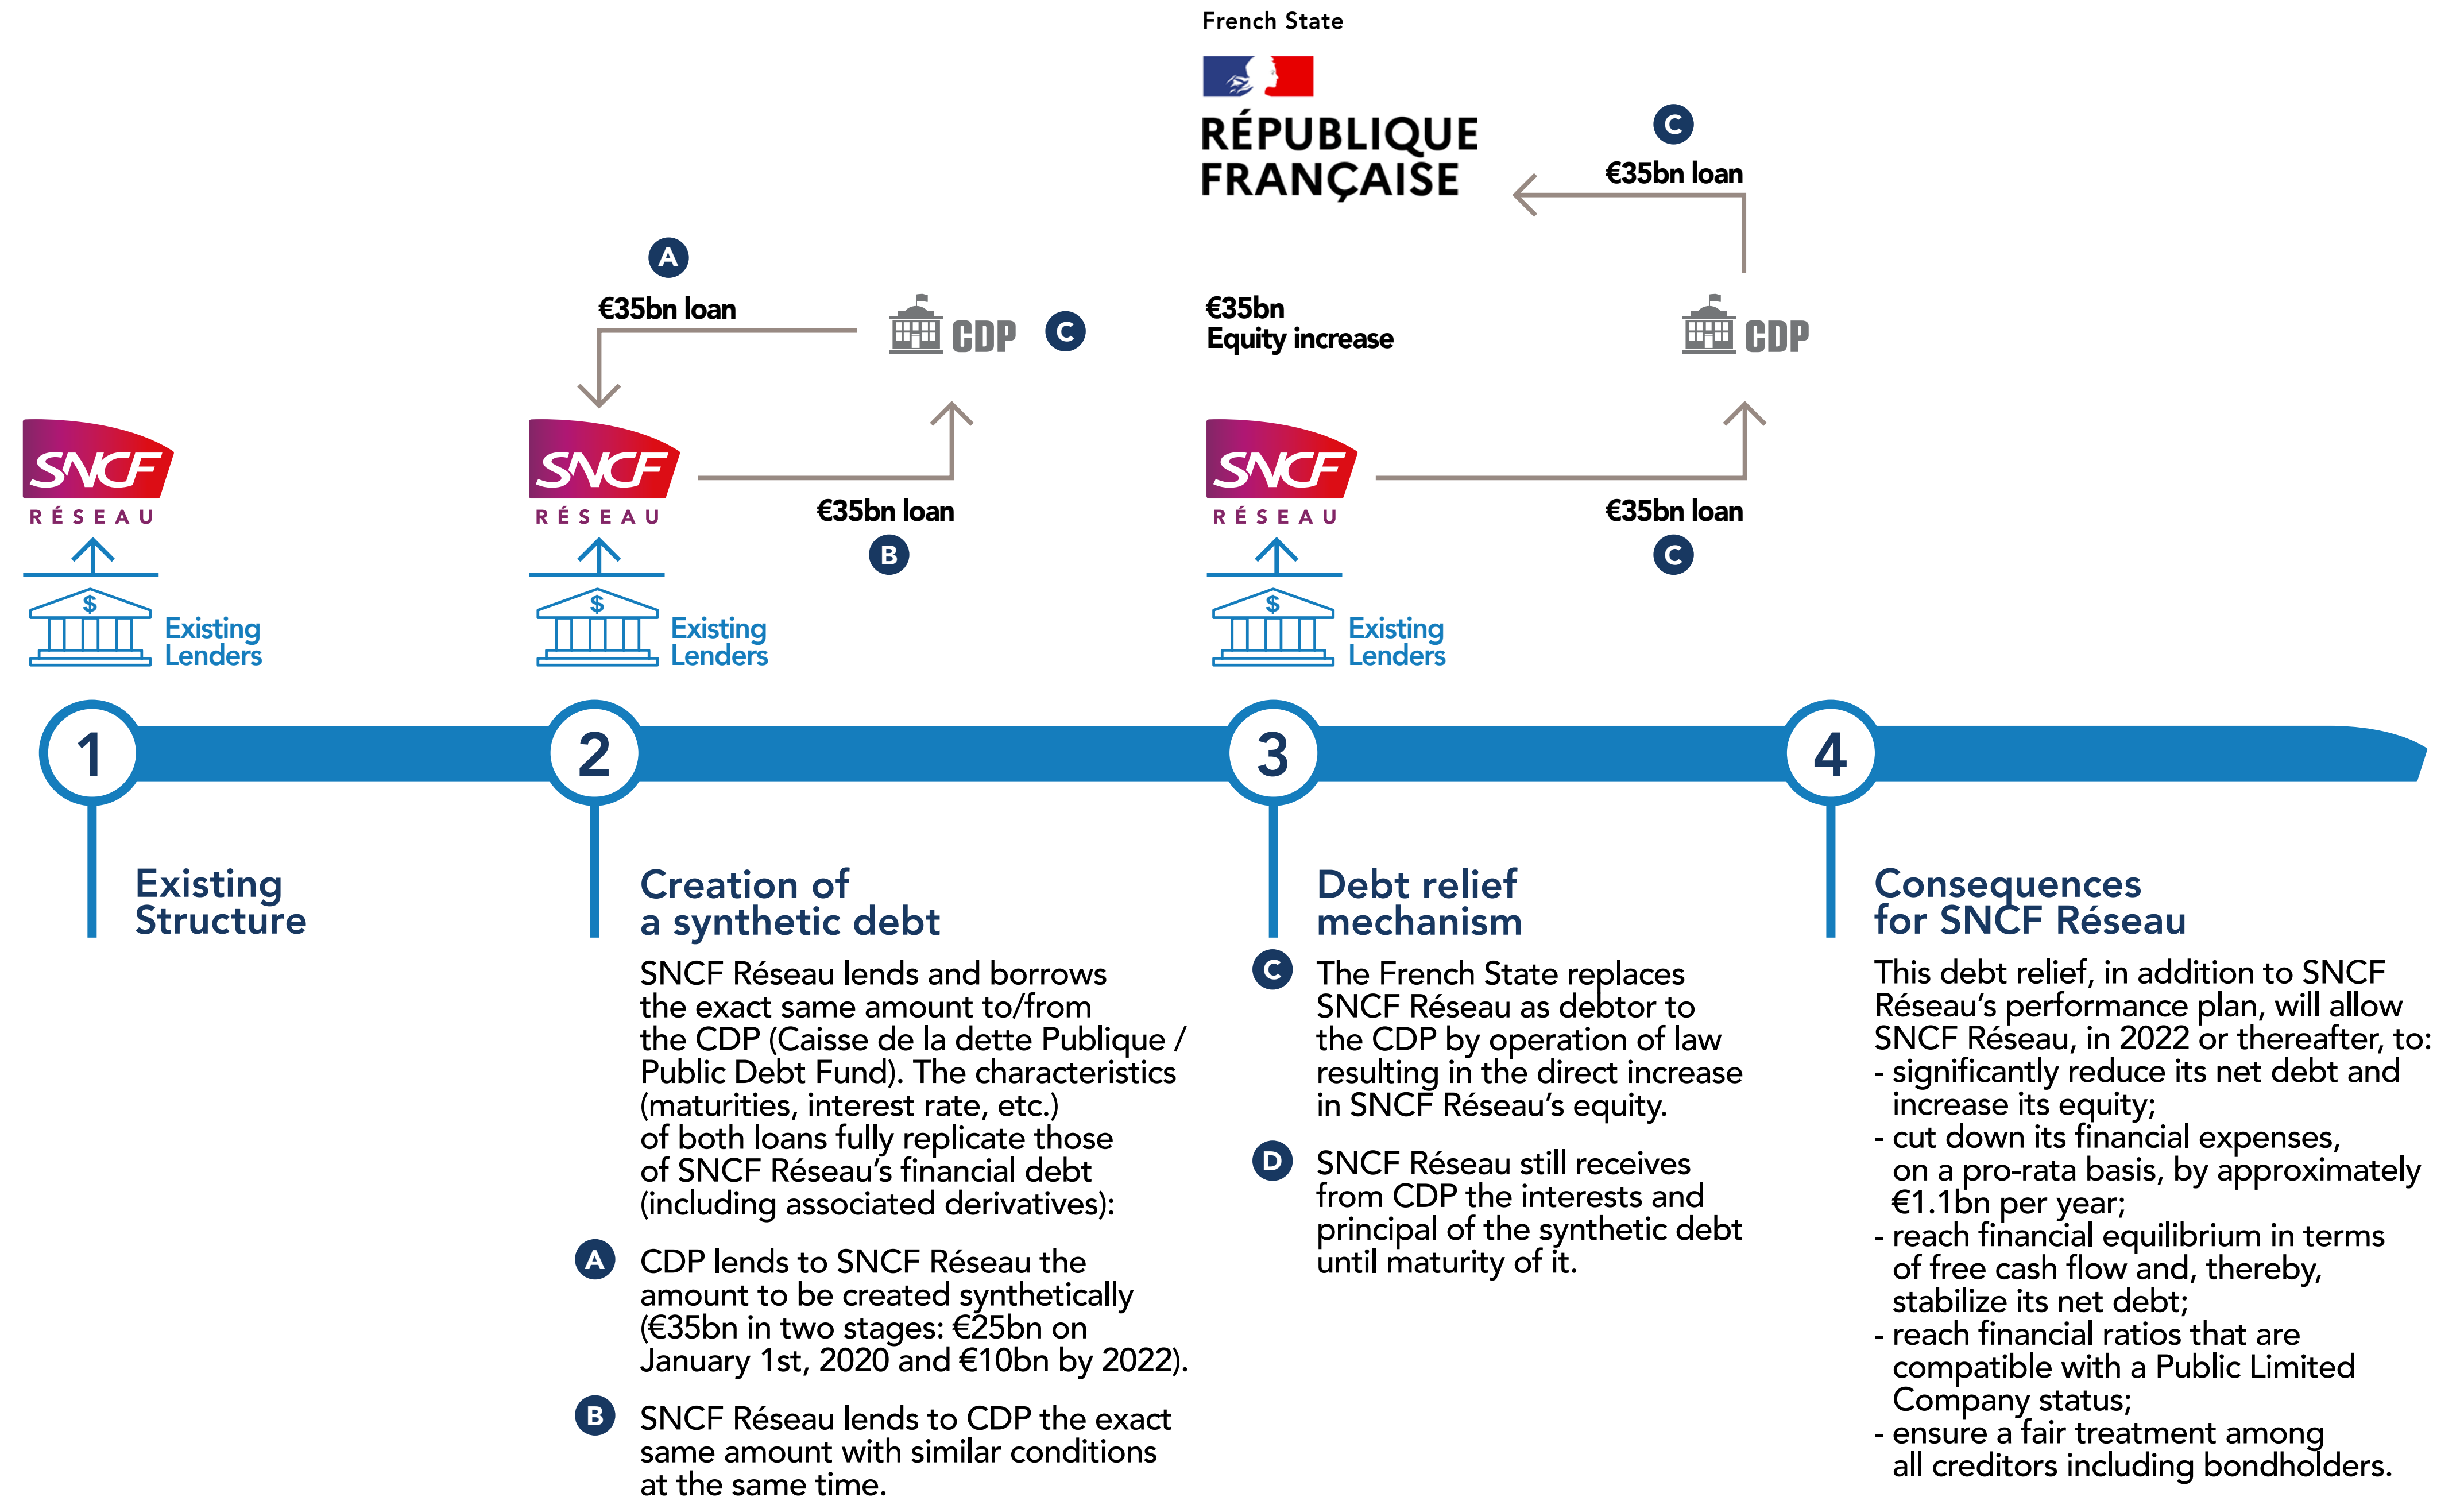 French State
RÉPUBLIQUE
FRANÇAISE
C
€35bn loan
A
€35bn loan
CDP
C
€35bn
Equity increase
CDP
SNCF
RÉSEAU
SNCF
RÉSEAU
€35bn loan
B
SNCF
RÉSEAU
€35bn loan
C
$
Existing
Lenders
$
Existing
Lenders
$
Existing
Lenders
1
2
3
4
Existing
Structure
Creation of
a synthetic debt
SNCF Réseau lends and borrows
the exact same amount to/from
the CDP (Caisse de la dette Publique /
Public Debt Fund). The characteristics
(maturities, interest rate, etc.)
of both loans fully replicate those
of SNCF Réseau’s financial debt
(including associated derivatives):
A
CDP lends to SNCF Réseau the
amount to be created synthetically
(€35bn in two stages: €25bn on
January 1st, 2020 and €10bn by 2022).
B
SNCF Réseau lends to CDP the exact
same amount with similar conditions
at the same time.
Debt relief
mechanism
C
The French State replaces
SNCF Réseau as debtor to
the CDP by operation of law
resulting in the direct increase
in SNCF Réseau’s equity.
D
SNCF Réseau still receives
from CDP the interests and
principal of the synthetic debt
until maturity of it.
Consequences
for SNCF Réseau
This debt relief, in addition to SNCF
Réseau’s performance plan, will allow
SNCF Réseau, in 2022 or thereafter, to:
- significantly reduce its net debt and
increase its equity;
- cut down its financial expenses,
on a pro-rata basis, by approximately
€1.1bn per year;
- reach financial equilibrium in terms
of free cash flow and, thereby,
stabilize its net debt;
- reach financial ratios that are
compatible with a Public Limited
Company status;
- ensure a fair treatment among
all creditors including bondholders.